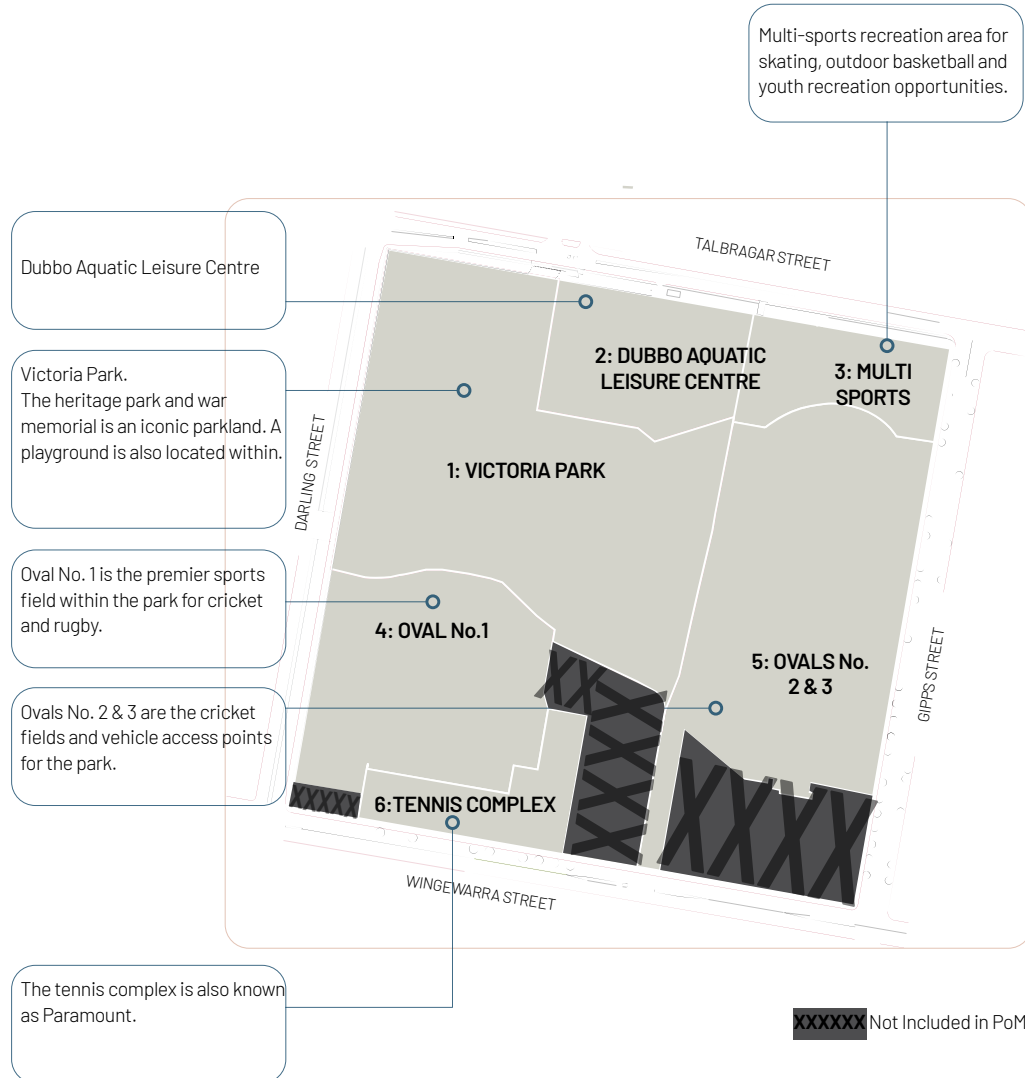 Multi-sports recreation area for
skating, outdoor basketball and
youth recreation opportunities.
TALBRAGAR STREET
Dubbo Aquatic Leisure Centre
2: DUBBO AQUATIC
LEISURE CENTRE
3: MULTI
SPORTS
Victoria Park.
The heritage park and war
memorial is an iconic parkland. A
playground is also located within.
DARLING STREET
1: VICTORIA PARK
Oval No. 1 is the premier sports
field within the park for cricket
and rugby.
4: OVAL No.1
5: OVALS No.
2 & 3
GIPPS STREET
Ovals No. 2 & 3 are the cricket
fields and vehicle access points
for the park.
6:TENNIS COMPLEX
WINGEWARRA STREET
The tennis complex is also known
as Paramount.
XXXXXX Not Included in PoM